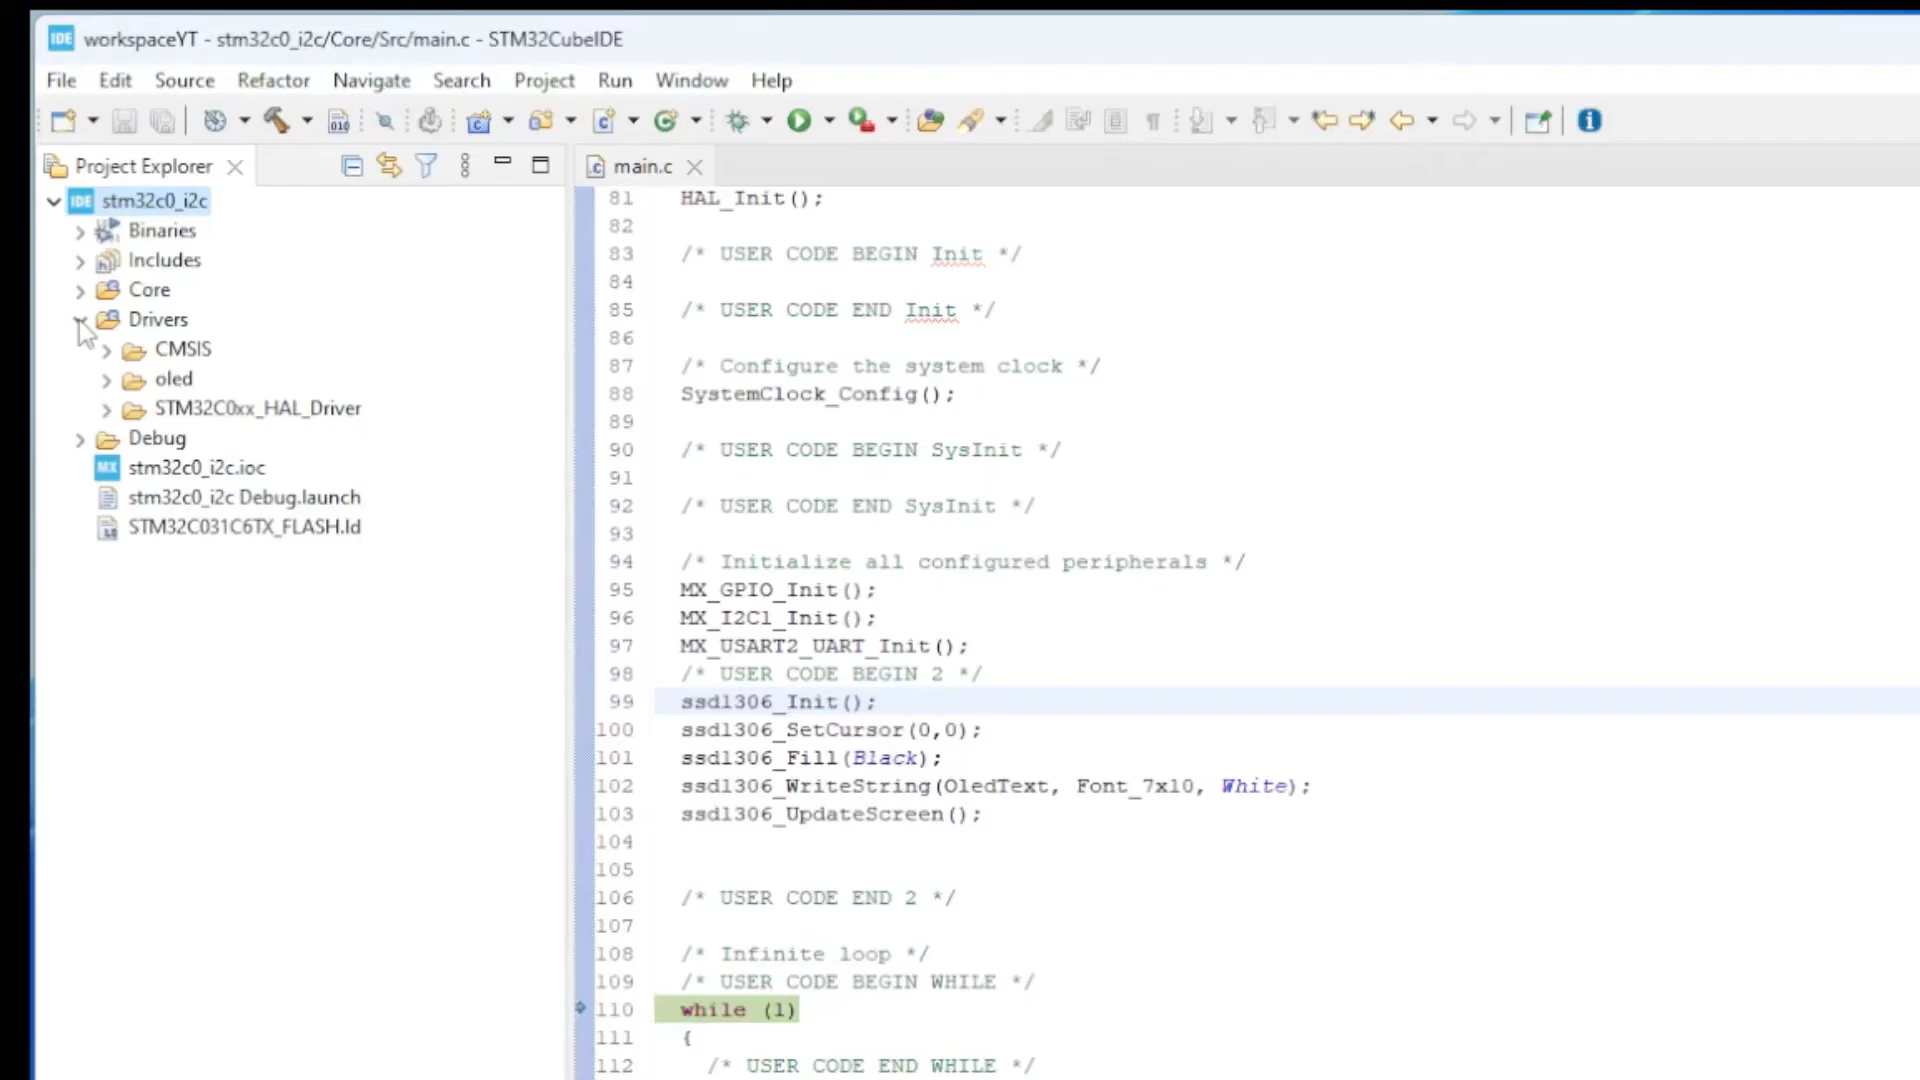 IDE workspaceYT - stm32c0_i2c/Core/Src/main.c - STM32CubeIDE
File Edit Source Refactor Navigate Search Project Run Window Help
010
Project Explorer
main.c
IDE stm32c0_i2c
Binaries
Includes
Core
Drivers
CMSIS
oled
STM32C0xx_HAL_Driver
Debug
MX stm32c0_i2c.ioc
stm32c0_i2c Debug.launch
STM32C031C6TX_FLASH.ld
81 HAL_Init();
82
83 /* USER CODE BEGIN Init */
84
85 /* USER CODE END Init */
86
87 /* Configure the system clock */
88 SystemClock_Config();
89
90 /* USER CODE BEGIN SysInit */
91
92 /* USER CODE END SysInit */
93
94 /* Initialize all configured peripherals */
95 MX_GPIO_Init();
96 MX_I2C1_Init();
97 MX_USART2_UART_Init();
98 /* USER CODE BEGIN 2 */
99 ssd1306_Init();
100 ssd1306_SetCursor(0,0);
101 ssd1306_Fill(Black);
102 ssd1306_WriteString(OledText, Font_7x10, White);
103 ssd1306_UpdateScreen();
104
105
106 /* USER CODE END 2 */
107
108 /* Infinite loop */
109 /* USER CODE BEGIN WHILE */
110 while (1)
111 {
112 /* USER CODE END WHILE */